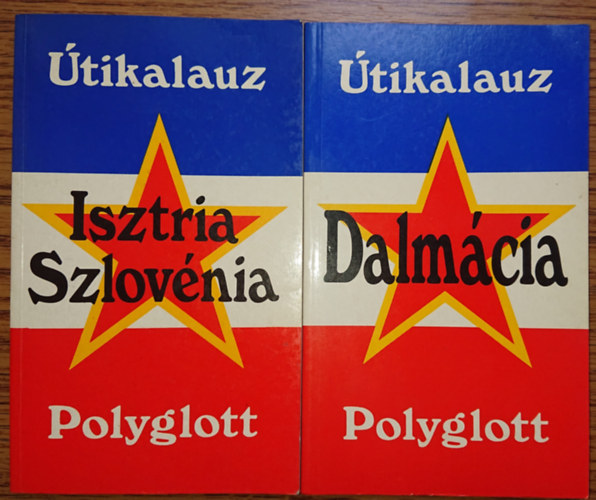 Útikalauz
Isztria
Szlovénia
Polyglott
Útikalauz
Dalmácia
Polyglott